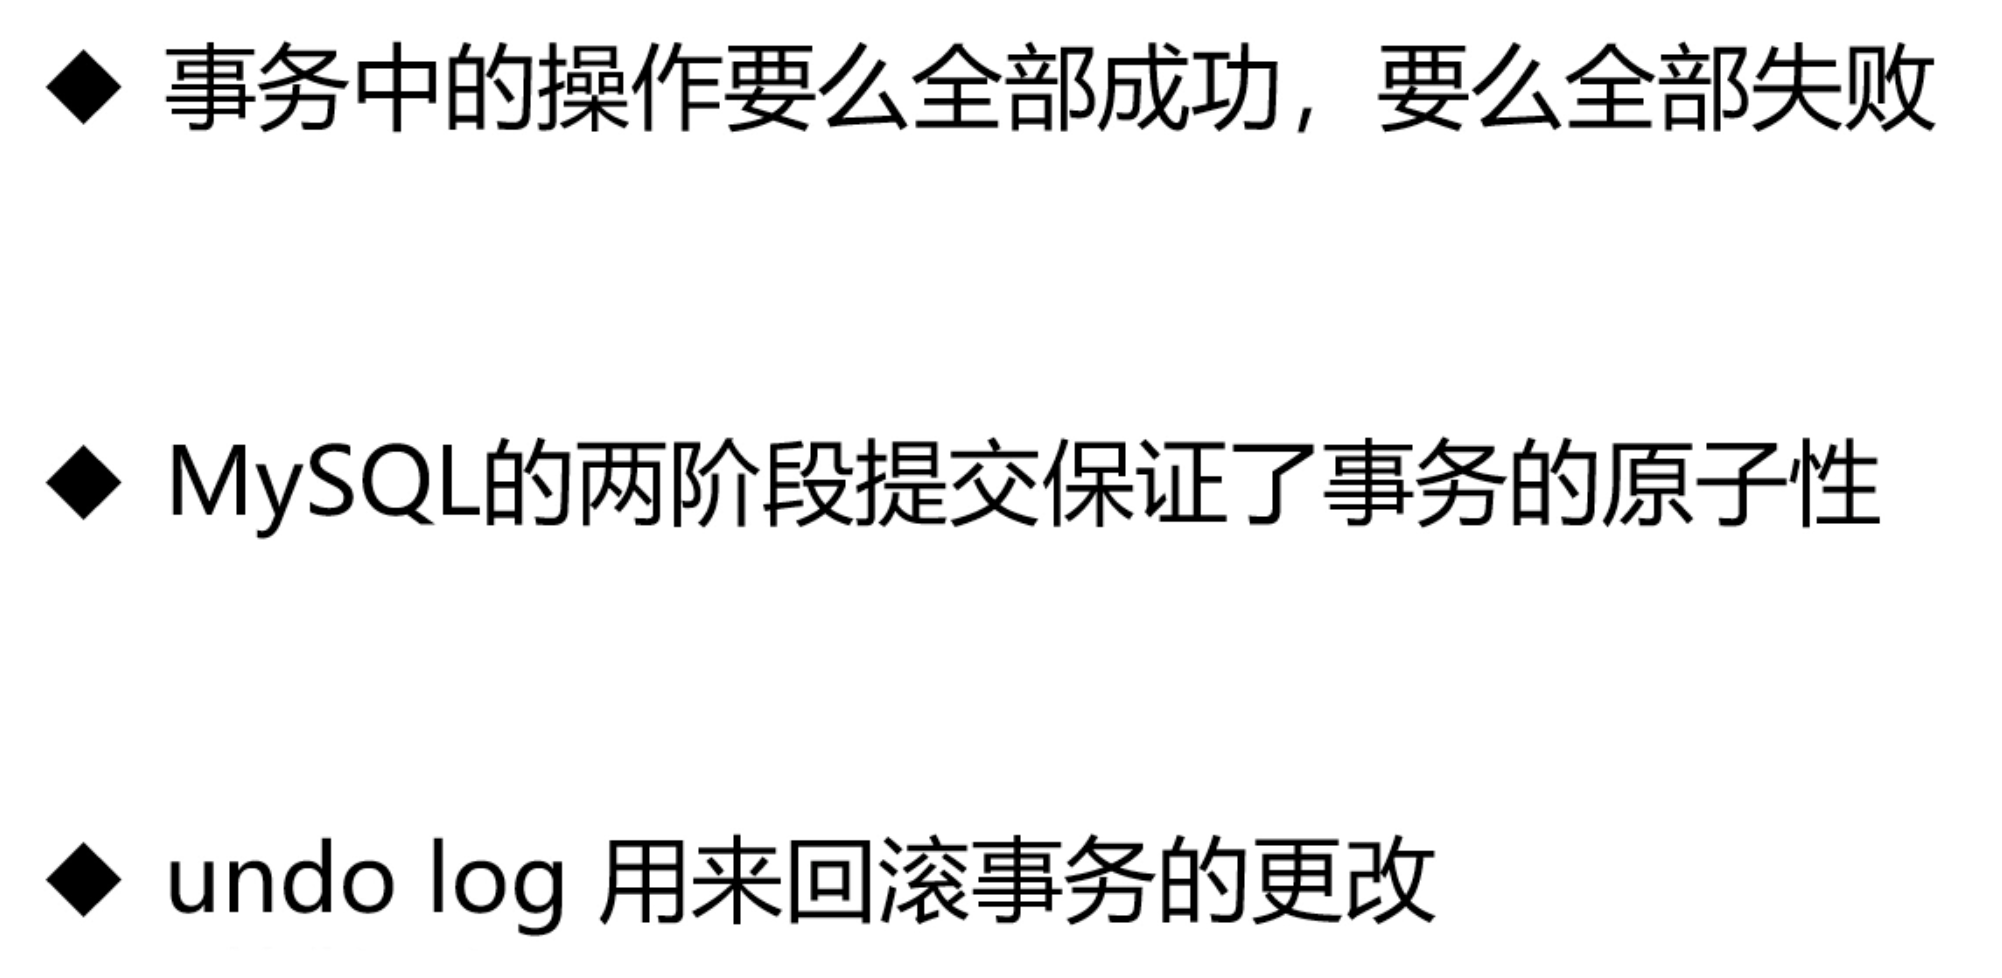 ◆ 事务中的操作要么全部成功，要么全部失败
◆ MySQL的两阶段提交保证了事务的原子性
◆ undo log 用来回滚事务的更改